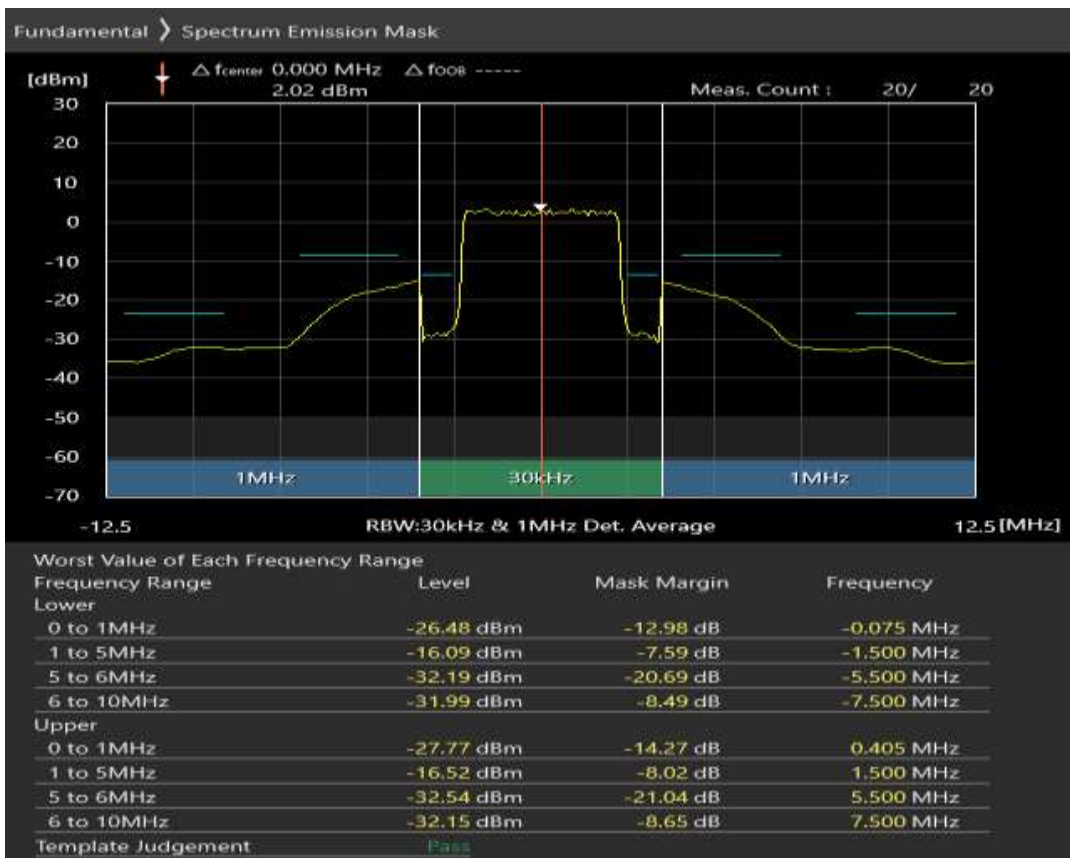 Fundamental ❯ Spectrum Emission Mask
[dBm] △ fcenter 0.000 MHz △ fOOB -----
2.02 dBm Meas. Count : 20/ 20
30
20
10
0
-10
-20
-30
-40
-50
-60
1MHz 30kHz 1MHz
-70
-12.5 RBW:30kHz & 1MHz Det. Average 12.5 [MHz]
Worst Value of Each Frequency Range
Frequency Range Level Mask Margin Frequency
Lower
0 to 1MHz -26.48 dBm -12.98 dB -0.075 MHz
1 to 5MHz -16.09 dBm -7.59 dB -1.500 MHz
5 to 6MHz -32.19 dBm -20.69 dB -5.500 MHz
6 to 10MHz -31.99 dBm -8.49 dB -7.500 MHz
Upper
0 to 1MHz -27.77 dBm -14.27 dB 0.405 MHz
1 to 5MHz -16.52 dBm -8.02 dB 1.500 MHz
5 to 6MHz -32.54 dBm -21.04 dB 5.500 MHz
6 to 10MHz -32.15 dBm -8.65 dB 7.500 MHz
Template Judgement Pass